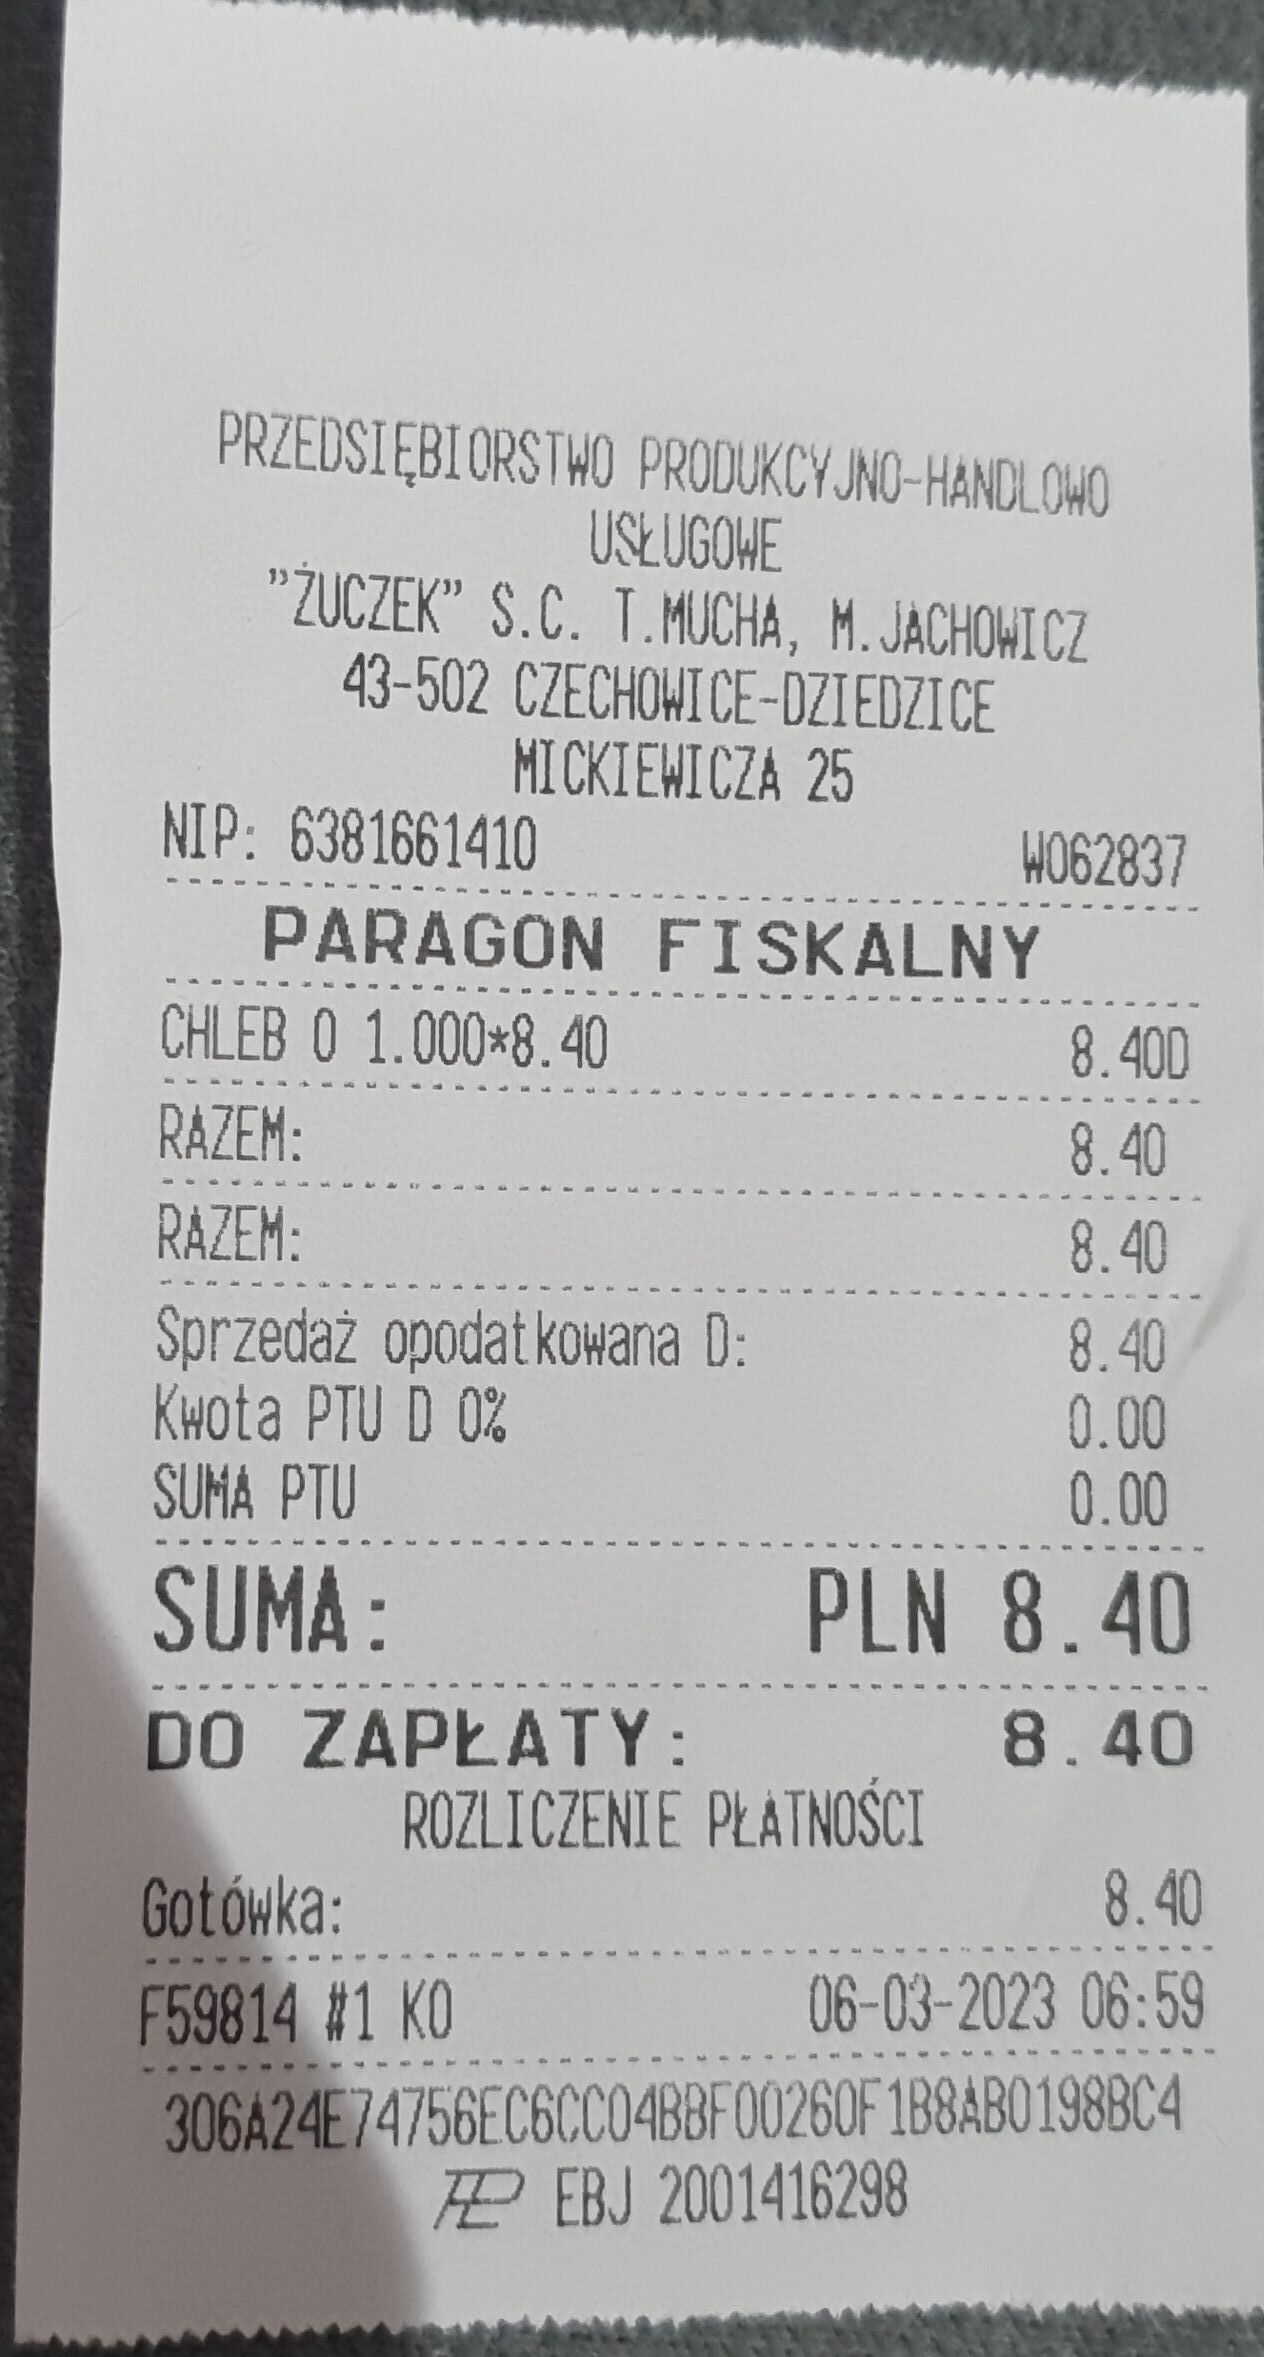 PRZEDSIĘBIORSTWO PRODUKCYJNO-HANDLOWO
USŁUGOWE
"ŻUCZEK" S.C. T.MUCHA, M.JACHOWICZ
43-502 CZECHOWICE-DZIEDZICE
MICKIEWICZA 25
NIP: 6381661410 W062837
PARAGON FISKALNY
CHLEB O 1.000*8.40 8.40D
RAZEM: 8.40
RAZEM: 8.40
Sprzedaż opodatkowana D: 8.40
Kwota PTU D 0% 0.00
SUMA PTU 0.00
SUMA: PLN 8.40
DO ZAPŁATY: 8.40
ROZLICZENIE PŁATNOŚCI
Gotówka: 8.40
F59814 #1 KO 06-03-2023 06:59
306A24E74756EC6CC04BBF00260F1B8AB0198BC4
EBJ 2001416298